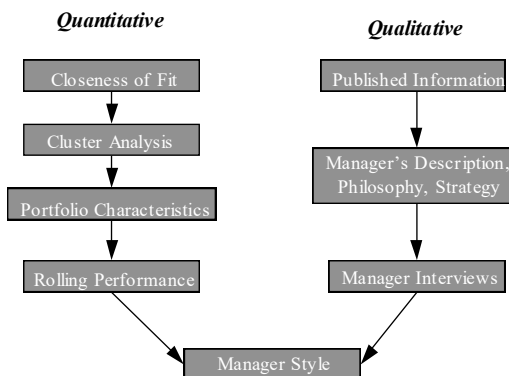 Quantitative
Closeness of Fit
Cluster Analysis
Portfolio Characteristics
Rolling Performance
Qualitative
Published Information
Manager's Description,
Philosophy, Strategy
Manager Interviews
Manager Style